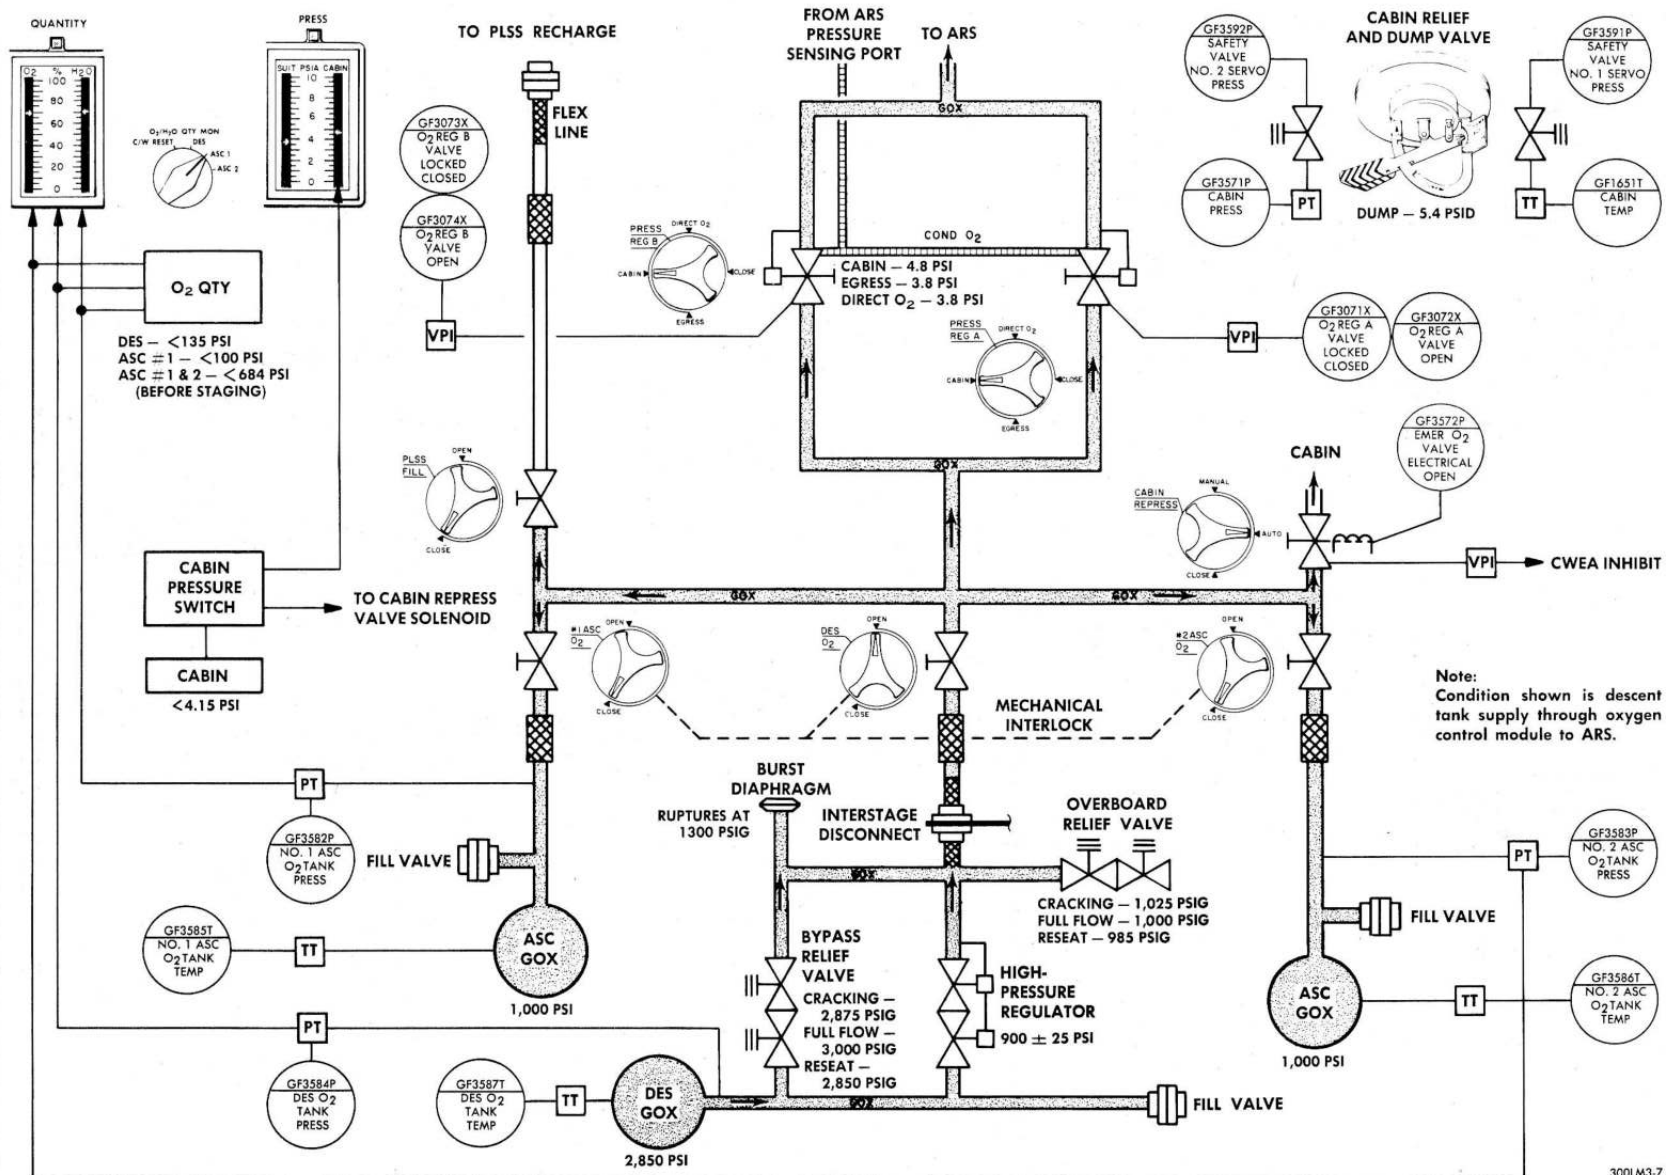 QUANTITY
O2 % H2O
100
80
60
40
20
0
O2/H2O QTY MON
C/W RESET
DES
ASC 1
ASC 2
PRESS
SUIT PSIA CABIN
10
8
6
4
2
0
O2 QTY
DES — <135 PSI
ASC #1 — <100 PSI
ASC #1 & 2 — <684 PSI
(BEFORE STAGING)
CABIN
PRESSURE
SWITCH
TO CABIN REPRESS
VALVE SOLENOID
CABIN
<4.15 PSI
TO PLSS RECHARGE
FLEX
LINE
GF3073X
O2 REG B
VALVE
LOCKED
CLOSED
GF3074X
O2 REG B
VALVE
OPEN
VPI
PLSS
FILL
OPEN
CLOSE
FROM ARS
PRESSURE
SENSING PORT
TO ARS
GOX
PRESS
REG B
DIRECT O2
CABIN
CLOSE
EGRESS
COND O2
CABIN — 4.8 PSI
EGRESS — 3.8 PSI
DIRECT O2 — 3.8 PSI
PRESS
REG A
DIRECT O2
CABIN
CLOSE
EGRESS
GOX
GF3592P
SAFETY
VALVE
NO. 2 SERVO
PRESS
GF3571P
CABIN
PRESS
PT
CABIN RELIEF
AND DUMP VALVE
DUMP — 5.4 PSID
GF3591P
SAFETY
VALVE
NO. 1 SERVO
PRESS
TT
GF1651T
CABIN
TEMP
VPI
GF3071X
O2 REG A
VALVE
LOCKED
CLOSED
GF3072X
O2 REG A
VALVE
OPEN
GF3572P
EMER O2
VALVE
ELECTRICAL
OPEN
CABIN
CABIN
REPRESS
MANUAL
AUTO
CLOSE
VPI
CWEA INHIBIT
GOX
GOX
#1 ASC
O2
OPEN
CLOSE
DES
O2
OPEN
CLOSE
#2 ASC
O2
OPEN
CLOSE
MECHANICAL
INTERLOCK
Note:
Condition shown is descent
tank supply through oxygen
control module to ARS.
PT
GF3582P
NO. 1 ASC
O2 TANK
PRESS
FILL VALVE
GF3585T
NO. 1 ASC
O2 TANK
TEMP
TT
ASC
GOX
1,000 PSI
BURST
DIAPHRAGM
RUPTURES AT
1300 PSIG
INTERSTAGE
DISCONNECT
OVERBOARD
RELIEF VALVE
GOX
CRACKING — 1,025 PSIG
FULL FLOW — 1,000 PSIG
RESEAT — 985 PSIG
BYPASS
RELIEF
VALVE
CRACKING —
2,875 PSIG
FULL FLOW —
3,000 PSIG
RESEAT —
2,850 PSIG
HIGH-
PRESSURE
REGULATOR
900 ± 25 PSI
PT
GF3583P
NO. 2 ASC
O2 TANK
PRESS
FILL VALVE
ASC
GOX
1,000 PSI
TT
GF3586T
NO. 2 ASC
O2 TANK
TEMP
PT
GF3584P
DES O2
TANK
PRESS
GF3587T
DES O2
TANK
TEMP
TT
DES
GOX
2,850 PSI
GOX
FILL VALVE
300LM3-7